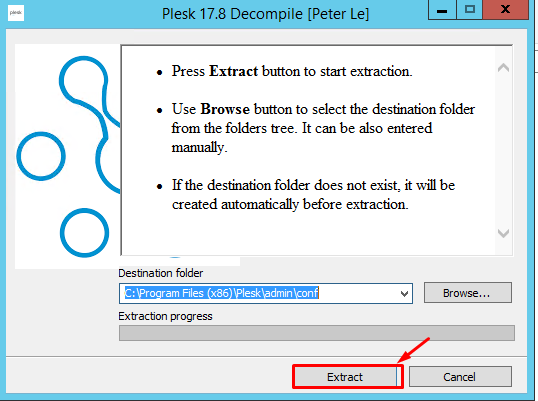 plesk
Plesk 17.8 Decompile [Peter Le]
Press Extract button to start extraction.
Use Browse button to select the destination folder
from the folders tree. It can be also entered
manually.
If the destination folder does not exist, it will be
created automatically before extraction.
Destination folder
C:\Program Files (x86)\Plesk\admin\conf
Browse...
Extraction progress
Extract
Cancel